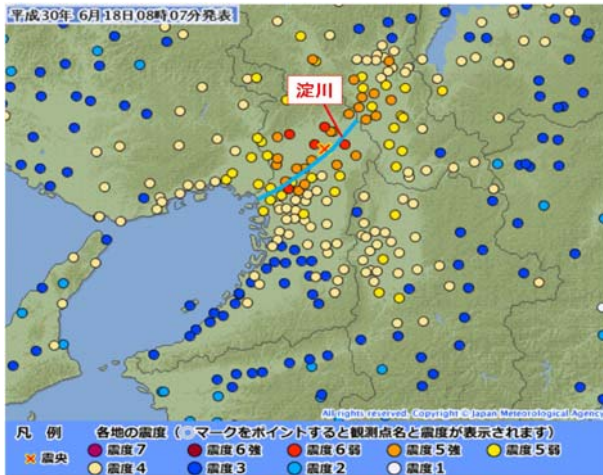 平成30年 6月18日08時07分発表
淀川
All rights reserved. Copyright © Japan Meteorological Agency
凡 例 各地の震度（○マークをポイントすると観測点名と震度が表示されます）
×震央 震度7 震度6強 震度6弱 震度5強 震度5弱
震度4 震度3 震度2 震度1